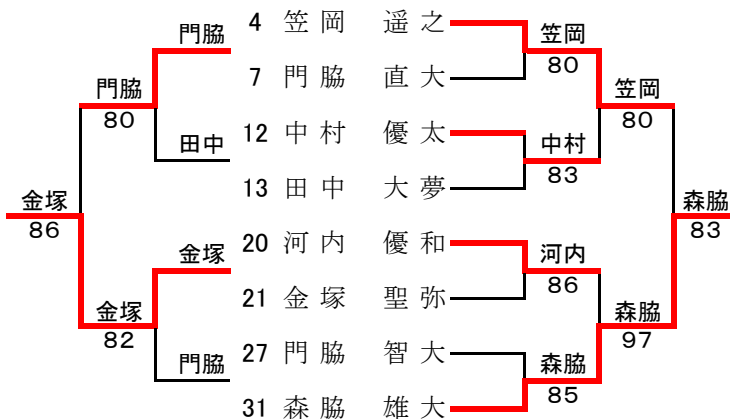 門脇
4 笠岡 遥之
笠岡
80
門脇
80
7 門脇 直大
笠岡
80
田中
12 中村 優太
中村
83
金塚
86
13 田中 大夢
森脇
83
金塚
20 河内 優和
河内
86
金塚
82
21 金塚 聖弥
森脇
97
門脇
27 門脇 智大
森脇
85
31 森脇 雄大